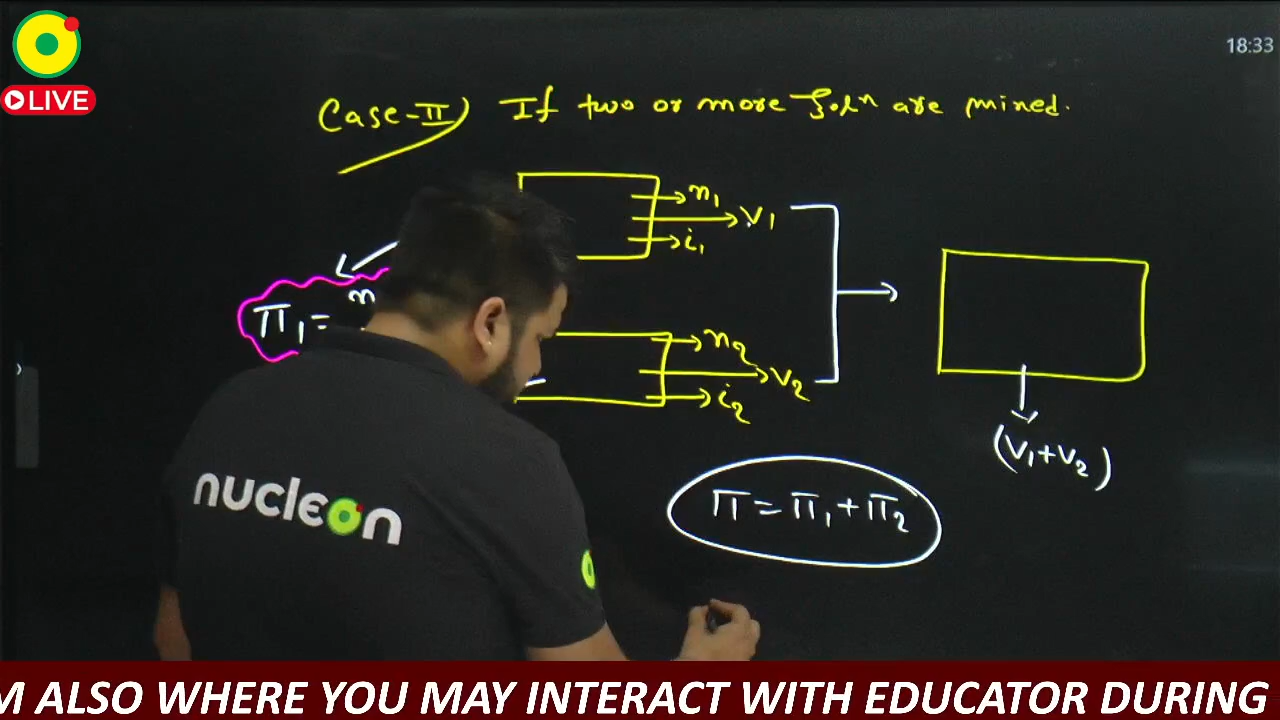 LIVE
18:33
Case-II) If two or more solⁿ are mixed.
n₁
V₁
i₁
π₁ = n
n₂
V₂
i₂
(V₁+V₂)
π = π₁ + π₂
nucleon
M ALSO WHERE YOU MAY INTERACT WITH EDUCATOR DURING